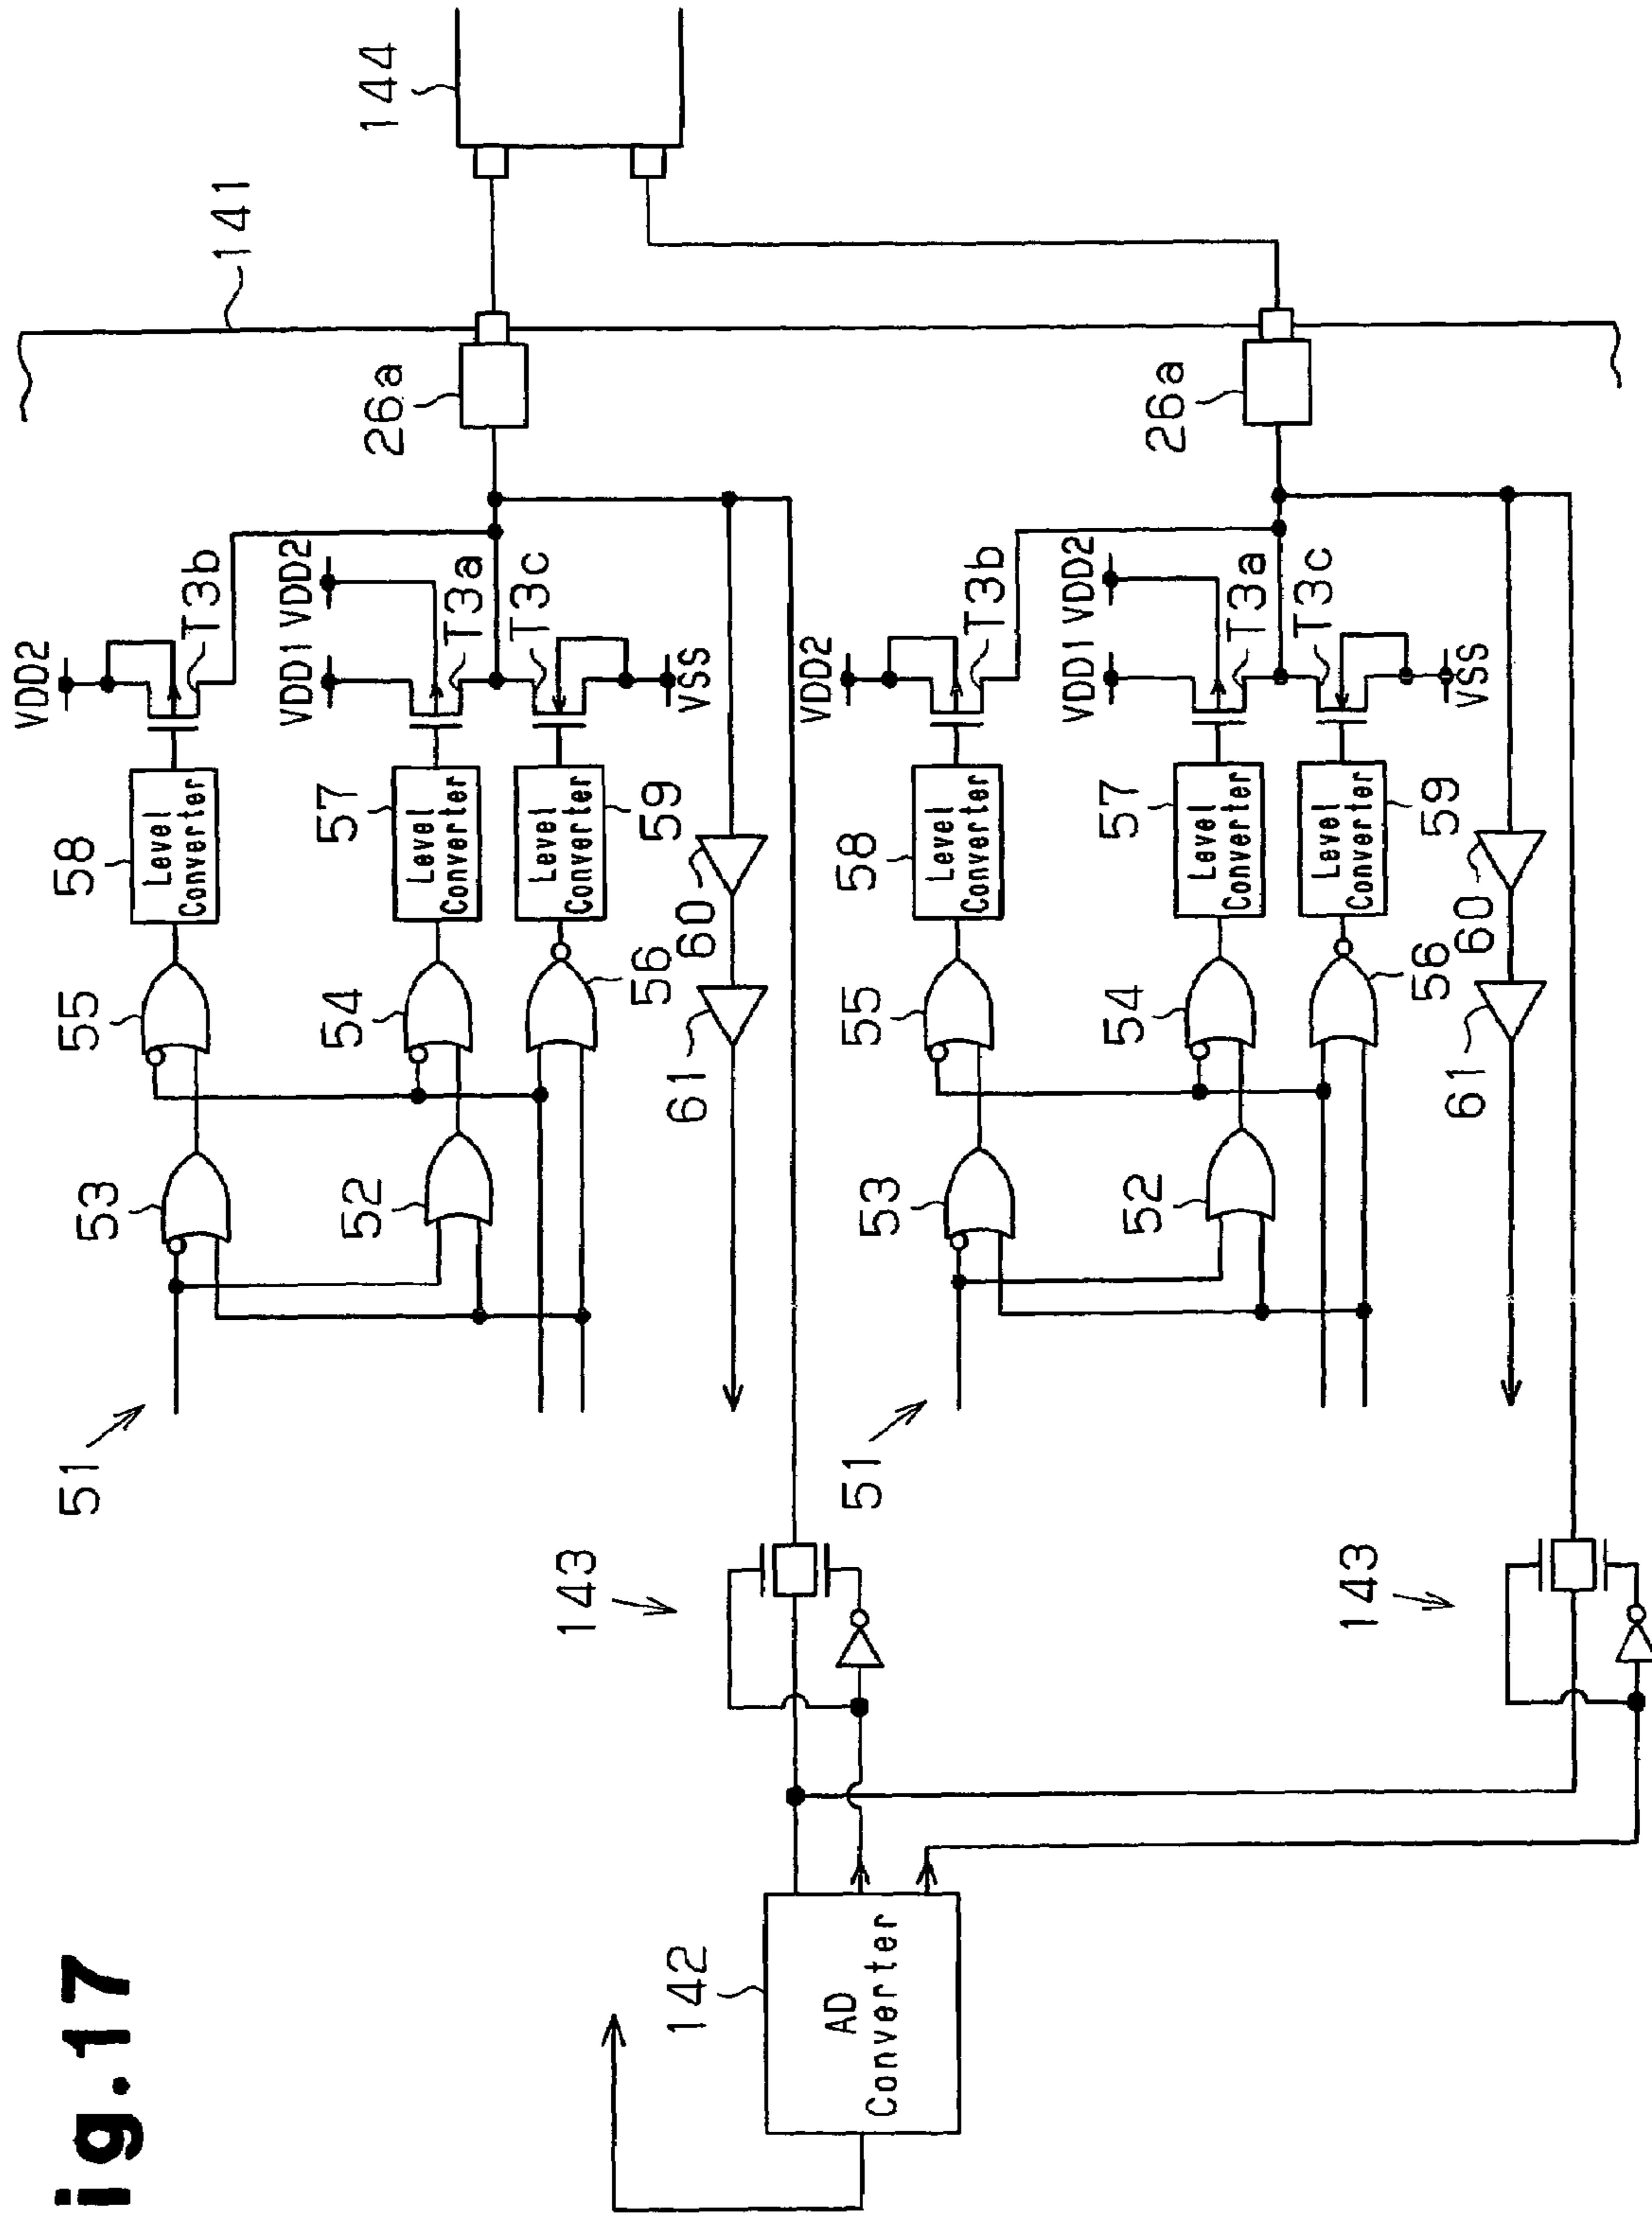 ig.17
51
53
55
58
Level
Converter
VDD2
T3b
52
54
57
Level
Converter
VDD1
VDD2
T3a
T3c
56
Level
Converter
59
VSS
61
60
26a
141
144
143
142
AD
Converter
51
53
55
58
Level
Converter
VDD2
T3b
52
54
57
Level
Converter
VDD1
VDD2
T3a
T3c
56
Level
Converter
59
VSS
61
60
26a
143